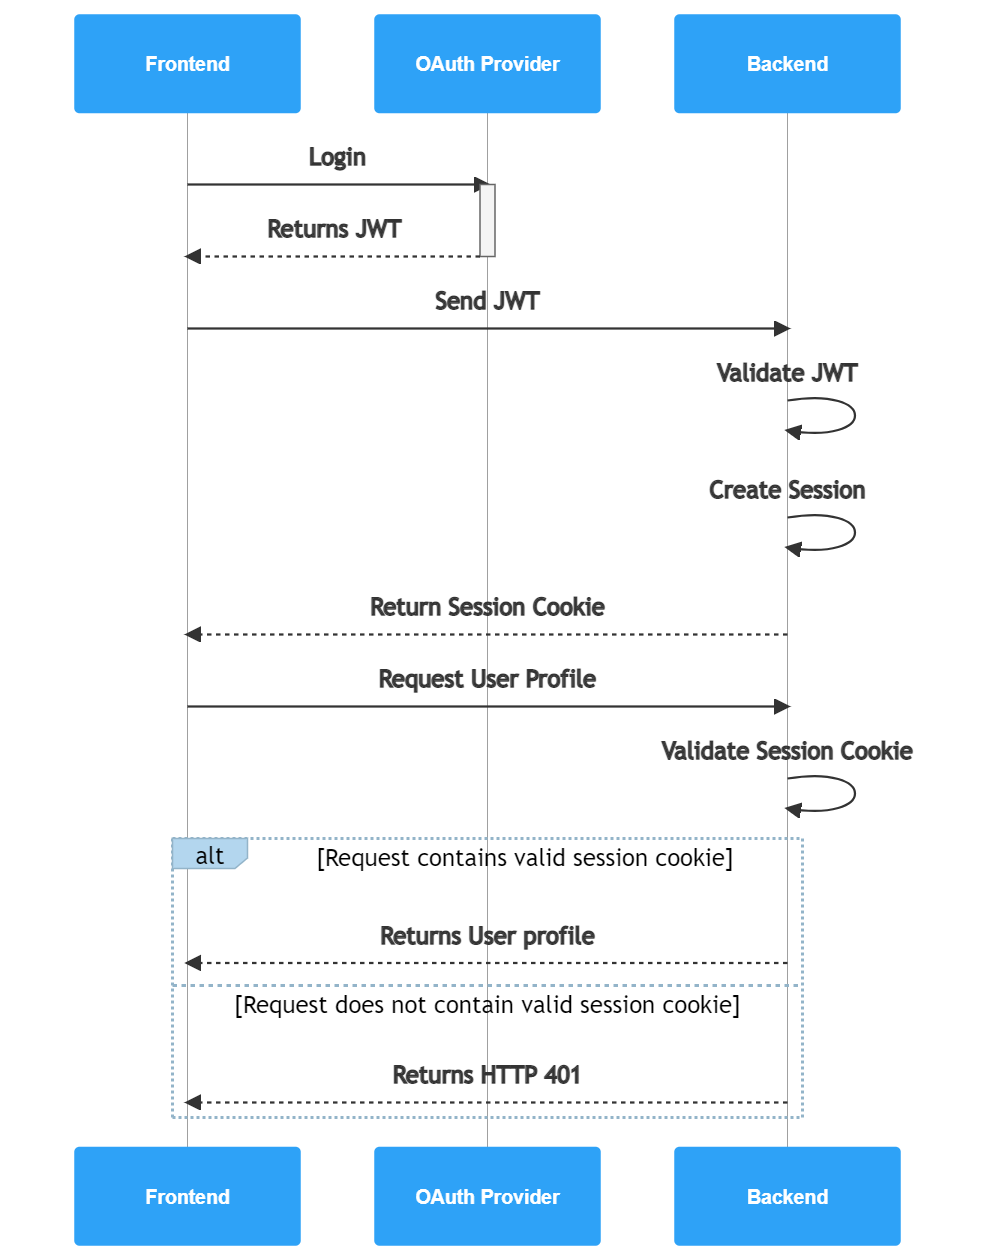 Frontend
OAuth Provider
Backend
Login
Returns JWT
Send JWT
Validate JWT
Create Session
Return Session Cookie
Request User Profile
Validate Session Cookie
alt
[Request contains valid session cookie]
Returns User profile
[Request does not contain valid session cookie]
Returns HTTP 401
Frontend
OAuth Provider
Backend